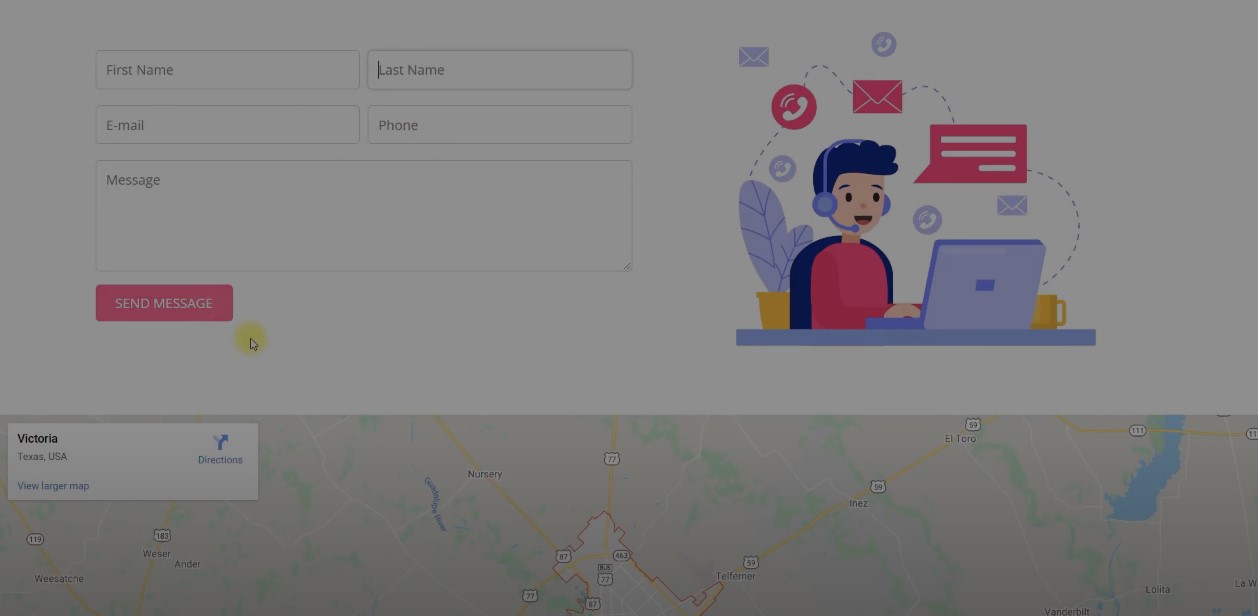 First Name
Last Name
E-mail
Phone
Message
SEND MESSAGE
Victoria
Texas, USA
Directions
View larger map
59
El Toro
111
77
Nursery
Guadalupe River
59
Inez
119
183
Weser
Ander
Weesatche
87
463
77
59
Telferner
77
87
Lolita
La W
Vanderbilt